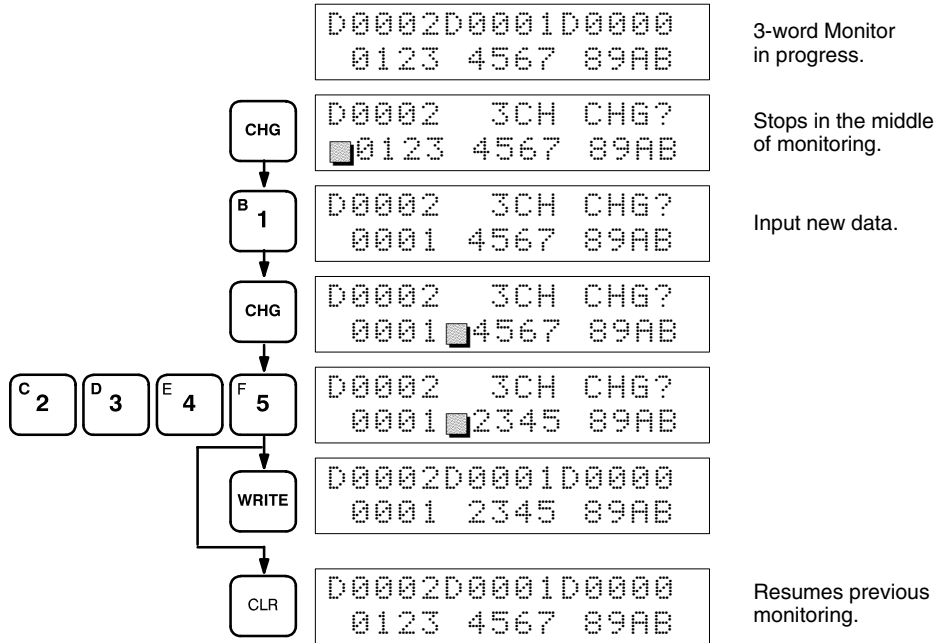 D0002D0001D0000
0123 4567 89AB
3-word Monitor
in progress.
CHG
D0002 3CH CHG?
0123 4567 89AB
Stops in the middle
of monitoring.
B 1
D0002 3CH CHG?
0001 4567 89AB
Input new data.
CHG
D0002 3CH CHG?
0001 4567 89AB
C 2 D 3 E 4 F 5
D0002 3CH CHG?
0001 2345 89AB
WRITE
D0002D0001D0000
0001 2345 89AB
CLR
D0002D0001D0000
0123 4567 89AB
Resumes previous
monitoring.